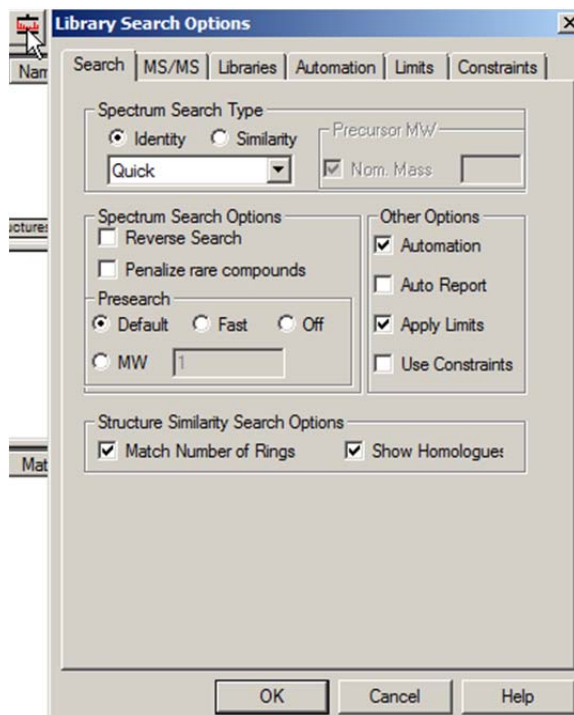 Library Search Options
Nam
Search MS/MS Libraries Automation Limits Constraints
Spectrum Search Type
Identity Similarity
Quick
Precursor MW
Nom. Mass
uctures
Spectrum Search Options
Reverse Search
Penalize rare compounds
Presearch
Default Fast Off
MW 1
Other Options
Automation
Auto Report
Apply Limits
Use Constraints
Structure Similarity Search Options
Match Number of Rings Show Homologues
Mat
OK Cancel Help